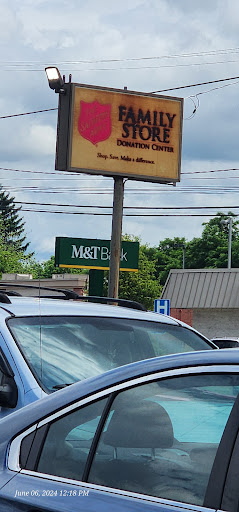 FAMILY
STORE
DONATION CENTER
Shop. Save. Make a difference.
M&T Bank
H
June 06, 2024 12:18 PM